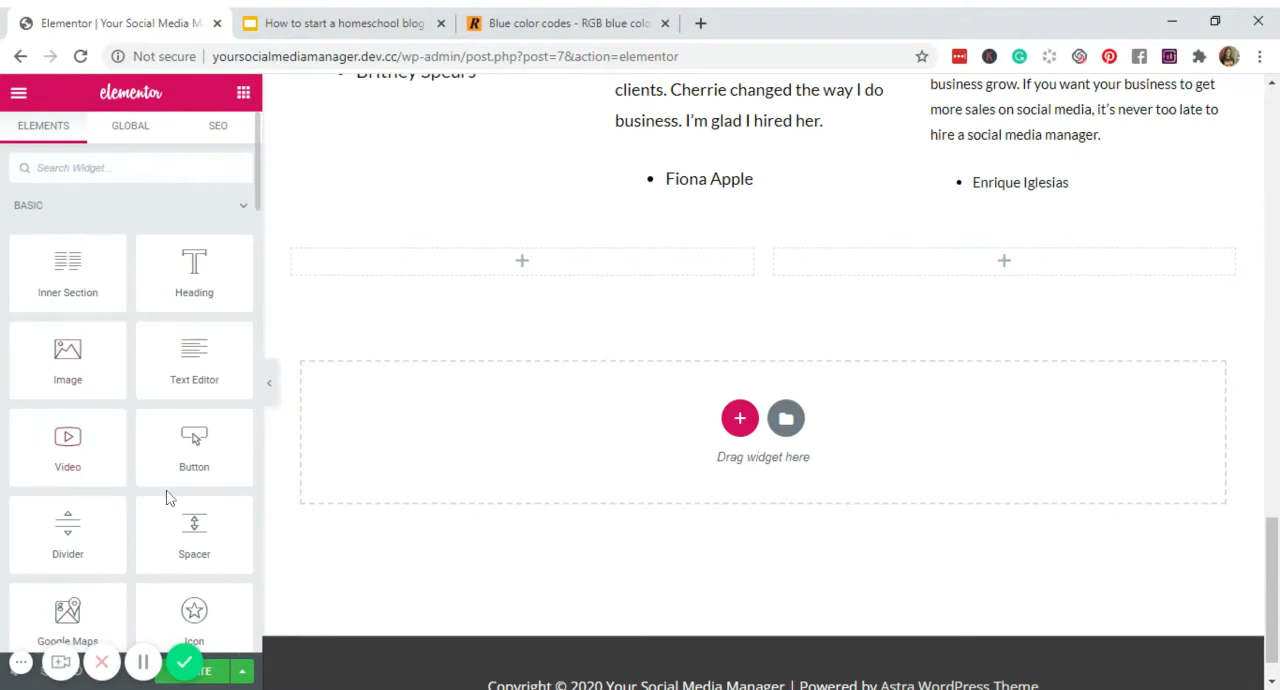 Elementor | Your Social Media M
How to start a homeschool blog
Blue color codes - RGB blue colo
Not secure
yoursocialmediamanager.dev.cc/wp-admin/post.php?post=7&action=elementor
elementor
ELEMENTS
GLOBAL
SEO
Search Widget...
BASIC
Inner Section
Heading
Image
Text Editor
Video
Button
Divider
Spacer
Google Maps
Icon
Britney Spears
clients. Cherrie changed the way I do
business. I'm glad I hired her.
• Fiona Apple
business grow. If you want your business to get
more sales on social media, it's never too late to
hire a social media manager.
• Enrique Iglesias
Drag widget here
Copyright © 2020 Your Social Media Manager | Powered by Astra WordPress Theme